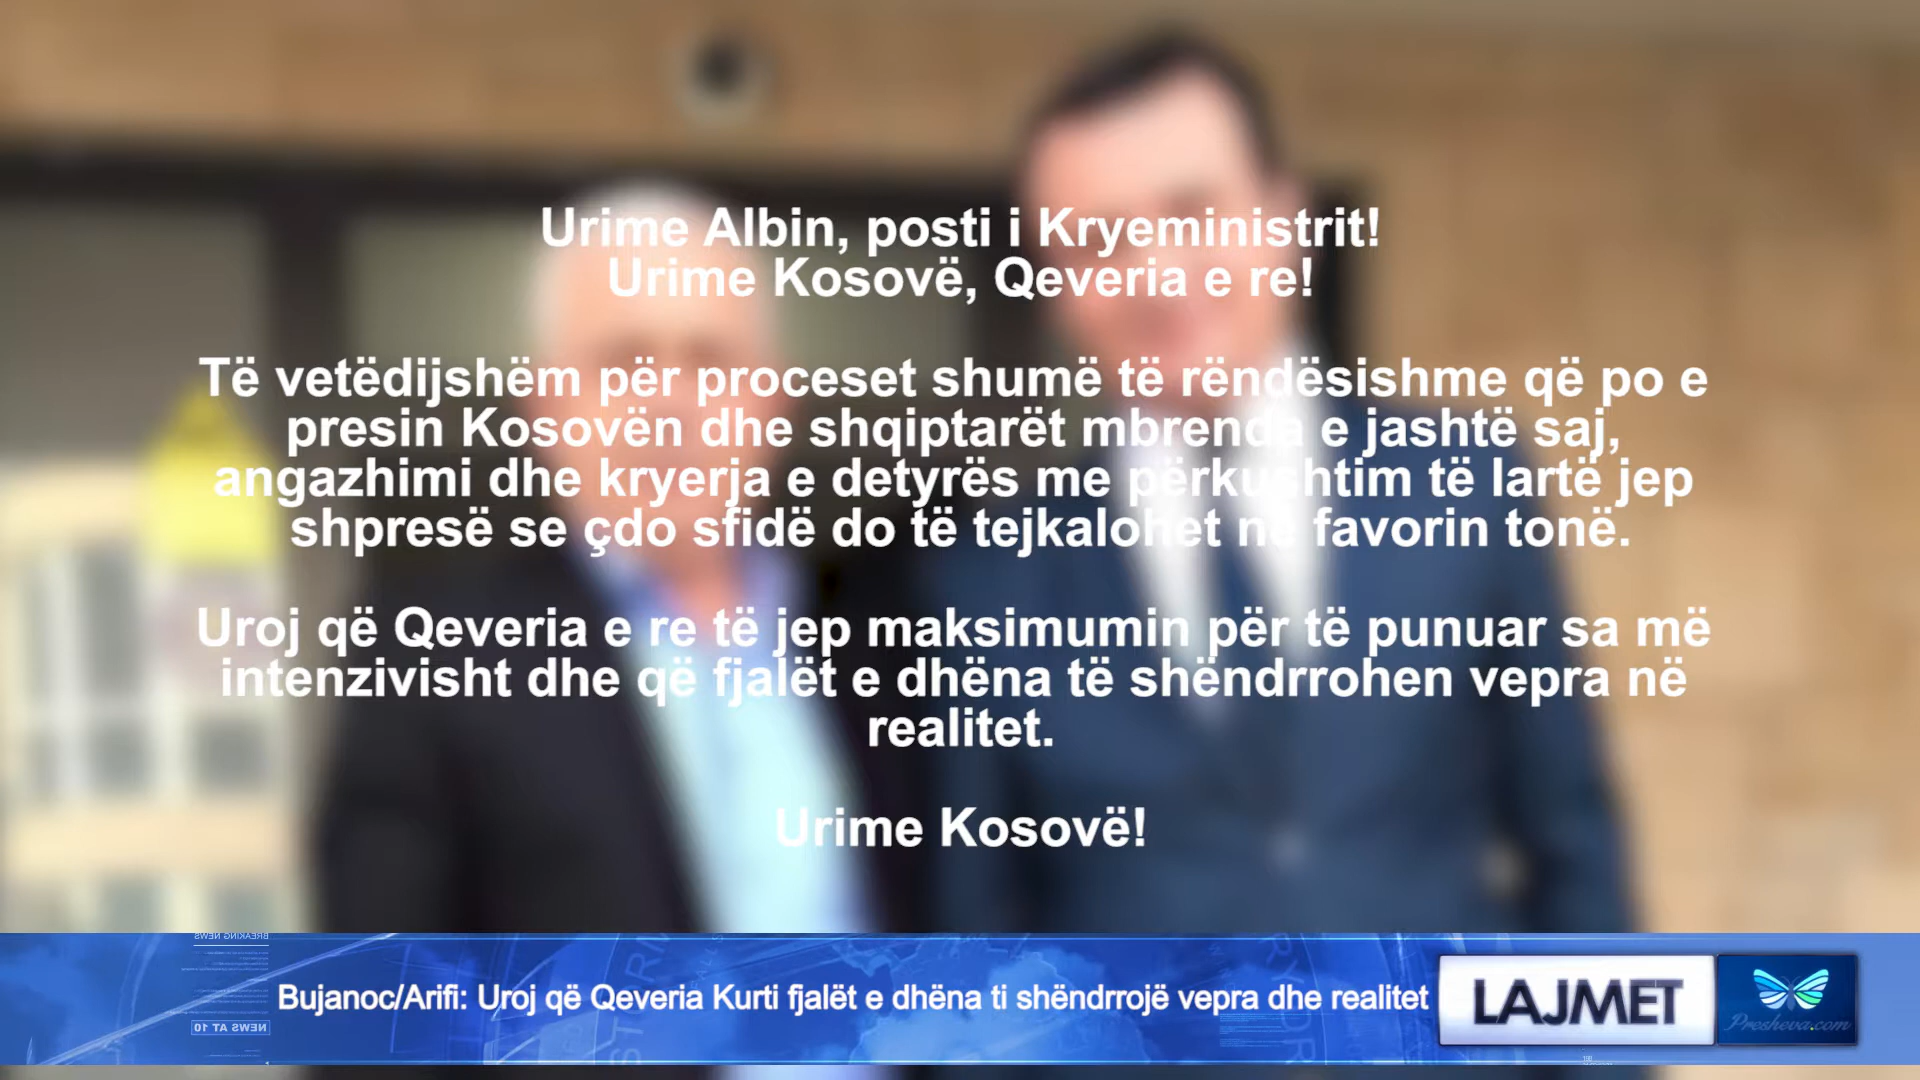 Urime Albin, posti i Kryeministrit!
Urime Kosovë, Qeveria e re!
Të vetëdijshëm për proceset shumë të rëndësishme që po e
presin Kosovën dhe shqiptarët mbrenda e jashtë saj,
angazhimi dhe kryerja e detyrës me përkushtim të lartë jep
shpresë se çdo sfidë do të tejkalohet në favorin tonë.
Uroj që Qeveria e re të jep maksimumin për të punuar sa më
intenzivisht dhe që fjalët e dhëna të shëndrrohen vepra në
realitet.
Urime Kosovë!
BREAKING NEWS
NEWS AT 10
Bujanoc/Arifi: Uroj që Qeveria Kurti fjalët e dhëna ti shëndrrojë vepra dhe realitet
LAJMET
Presheva.com